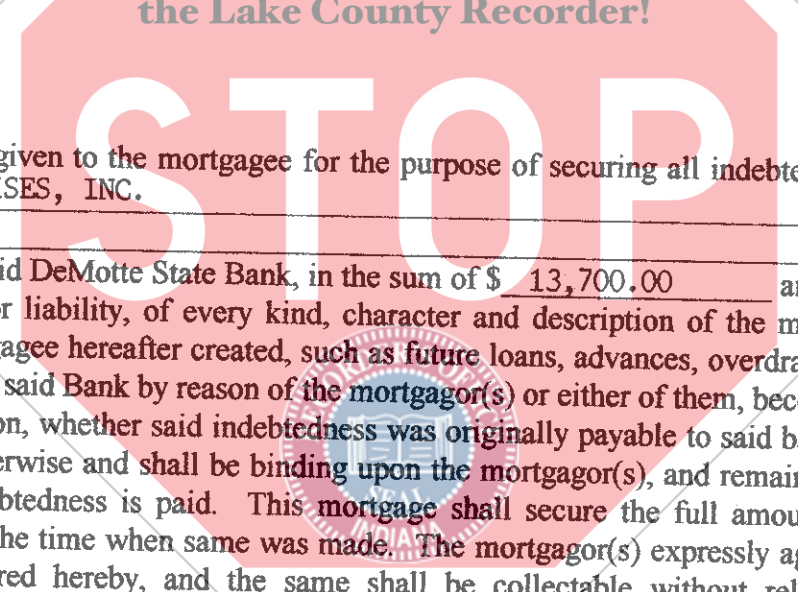 the Lake County Recorder!
STOP
given to the mortgagee for the purpose of securing all indebte
SES, INC.
id DeMotte State Bank, in the sum of $ 13,700.00 a
r liability, of every kind, character and description of the m
agee hereafter created, such as future loans, advances, overdra
said Bank by reason of the mortgagor(s) or either of them, bec
on, whether said indebtedness was originally payable to said b
erwise and shall be binding upon the mortgagor(s), and remain
btedness is paid. This mortgage shall secure the full amou
he time when same was made. The mortgagor(s) expressly ag
red hereby, and the same shall be collectable without rel
SEAL
INDIANA